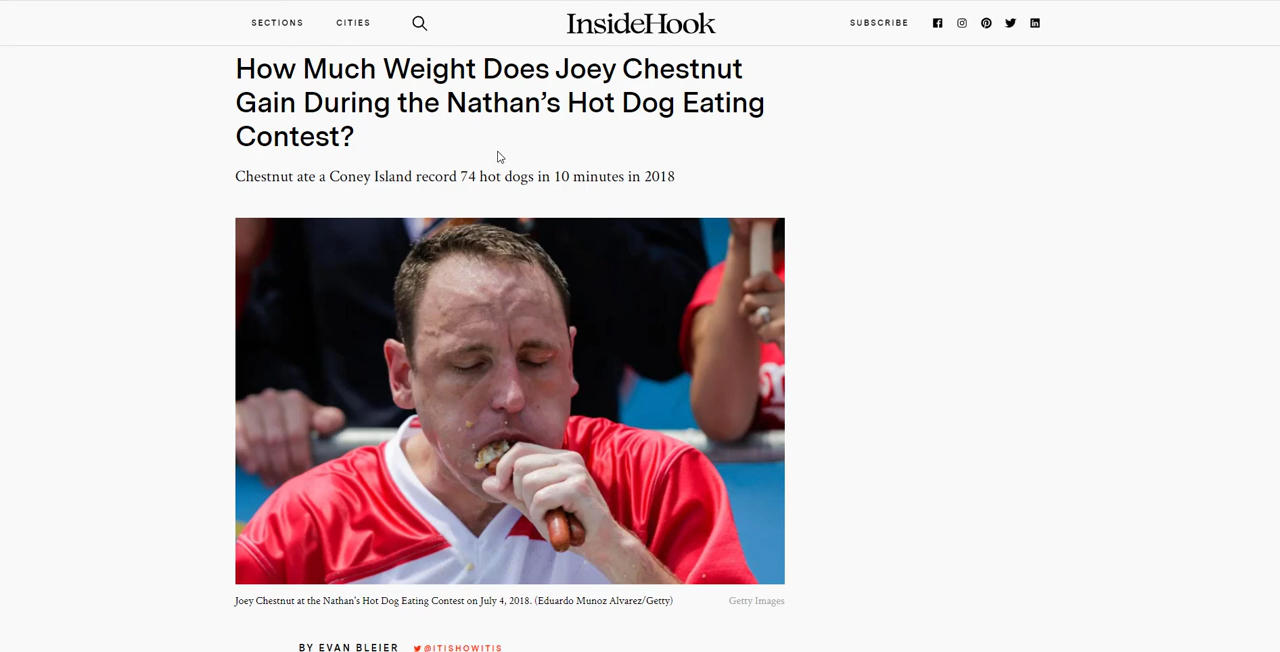 SECTIONS CITIES InsideHook SUBSCRIBE
How Much Weight Does Joey Chestnut
Gain During the Nathan’s Hot Dog Eating
Contest?
Chestnut ate a Coney Island record 74 hot dogs in 10 minutes in 2018
Joey Chestnut at the Nathan's Hot Dog Eating Contest on July 4, 2018. (Eduardo Munoz Alvarez/Getty) Getty Images
BY EVAN BLEIER @ITISHOWITIS